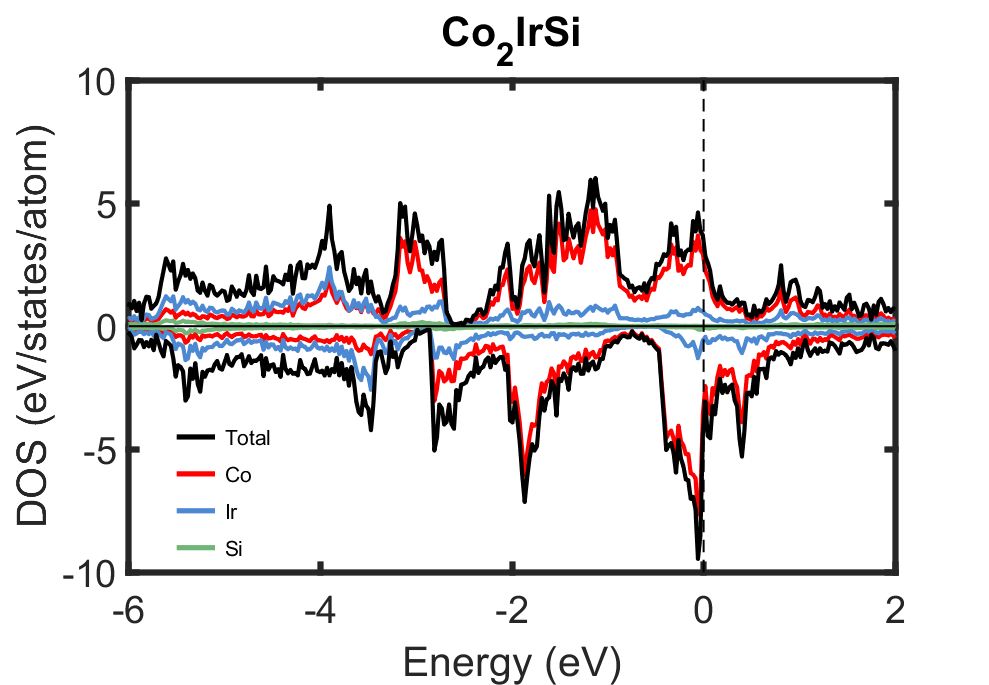 Co₂IrSi
10
5
0
-5
-10
DOS (eV/states/atom)
Total
Co
Ir
Si
-6 -4 -2 0 2
Energy (eV)